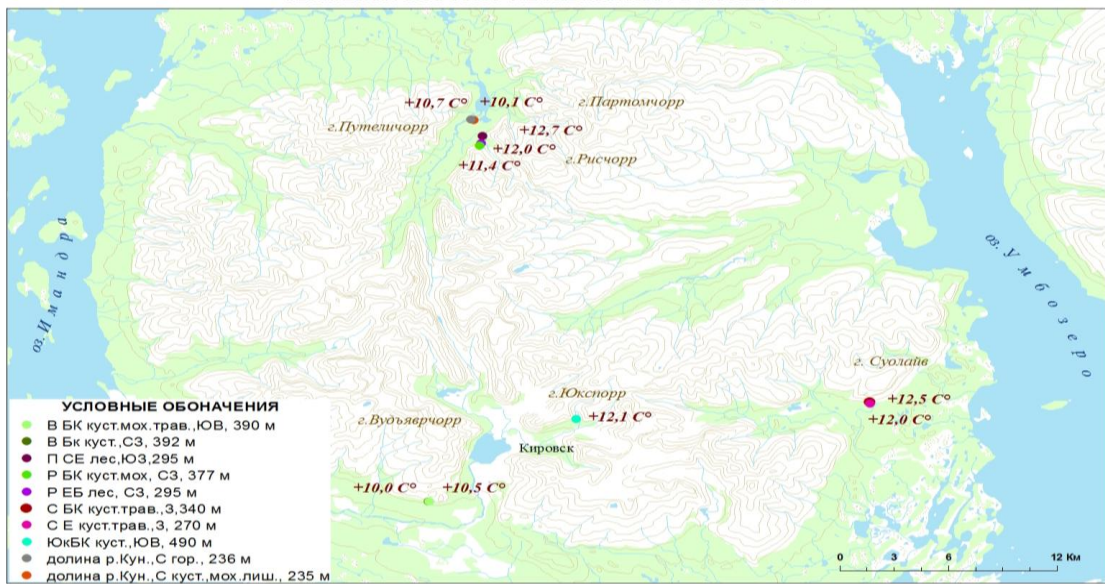 г.Партомчорр
+10,7 С° +10,1 С°
г.Путеличорр
+12,7 С°
+12,0 С°
г.Рисчорр
+11,4 С°
оз.Имандра
оз. Умбозеро
г. Суолайв
+12,5 С°
+12,0 С°
г.Юкспорр
+12,1 С°
г.Вудъяврчорр
Кировск
+10,0 С° +10,5 С°
УСЛОВНЫЕ ОБОНАЧЕНИЯ
В БК куст.мох.трав.,ЮВ, 390 м
В Бк куст.,СЗ, 392 м
П СЕ лес,ЮЗ,295 м
Р БК куст.мох, СЗ, 377 м
Р ЕБ лес, СЗ, 295 м
С БК куст.трав.,З,340 м
С Е куст.трав.,З, 270 м
ЮкБК куст.,ЮВ, 490 м
долина р.Кун.,С гор., 236 м
долина р.Кун.,С куст.,мох.лиш., 235 м
0 3 6 12 Км